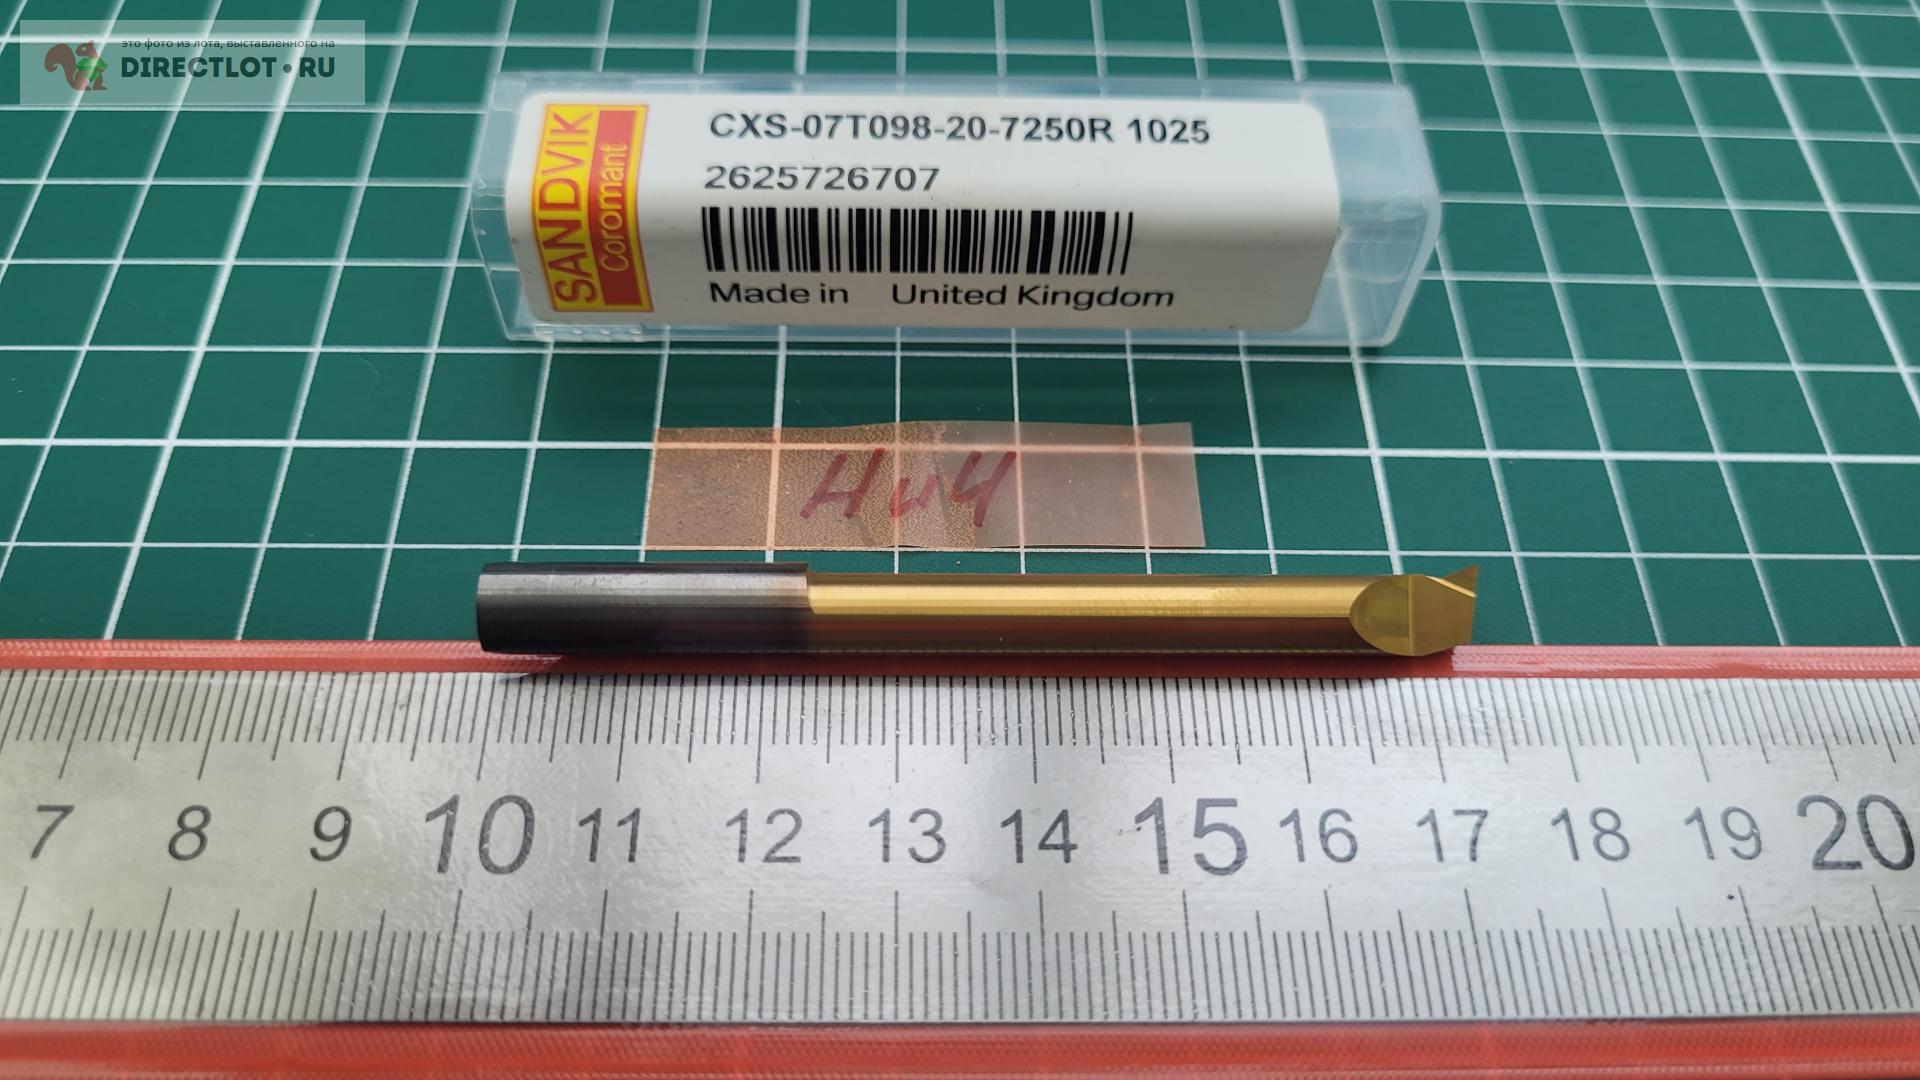 это фото из лота, выставленного на
DIRECTLOT•RU
SANDVIK
Coromant
CXS-07T098-20-7250R 1025
2625726707
Made in United Kingdom
7 8 9 10 11 12 13 14 15 16 17 18 19 20